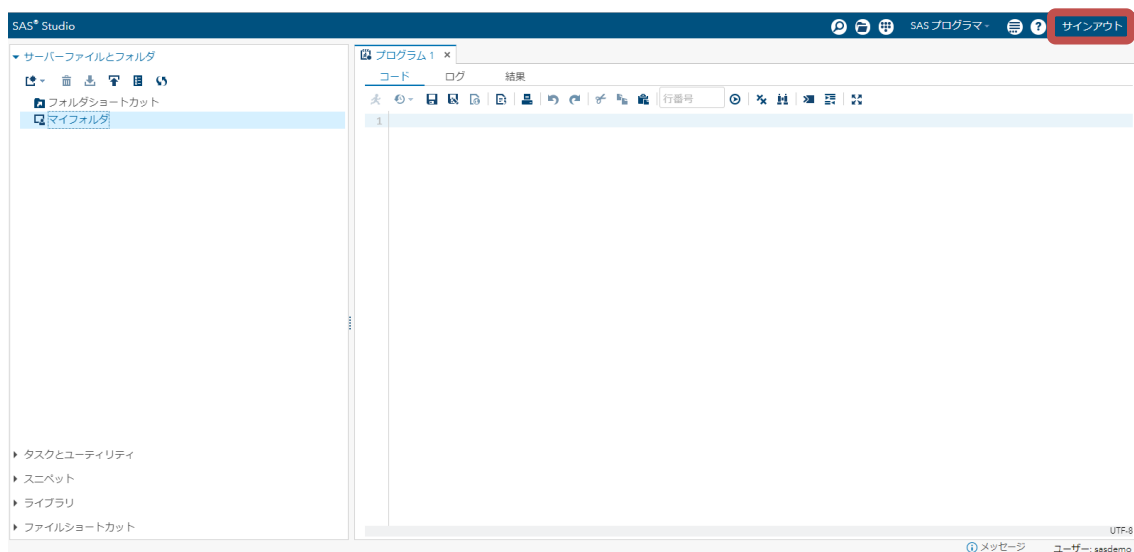 SAS® Studio
SAS プログラマ
サインアウト
サーバーファイルとフォルダ
フォルダショートカット
マイフォルダ
タスクとユーティリティ
スニペット
ライブラリ
ファイルショートカット
プログラム 1 ×
コード ログ 結果
行番号
1
UTF-8
メッセージ ユーザー: sasdemo